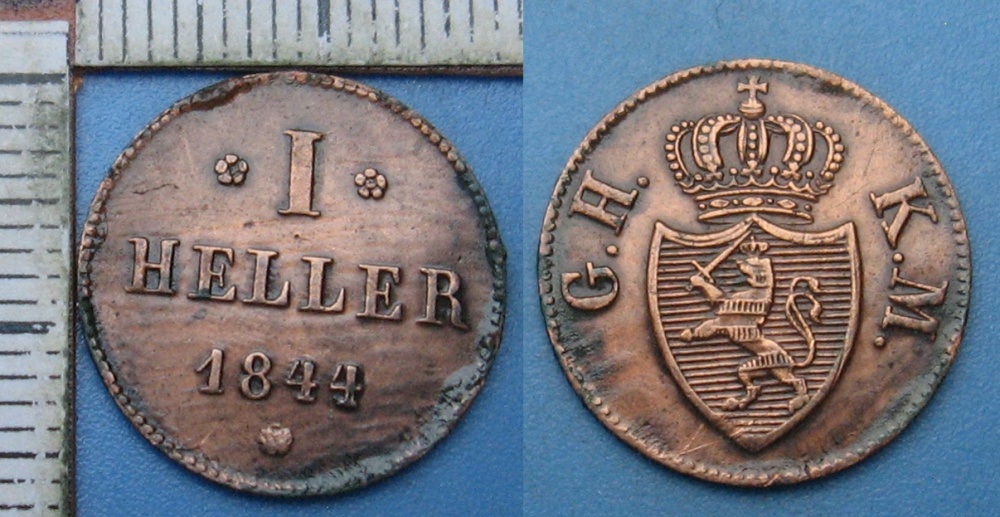 I
HELLER
1844
G.H. K.M.